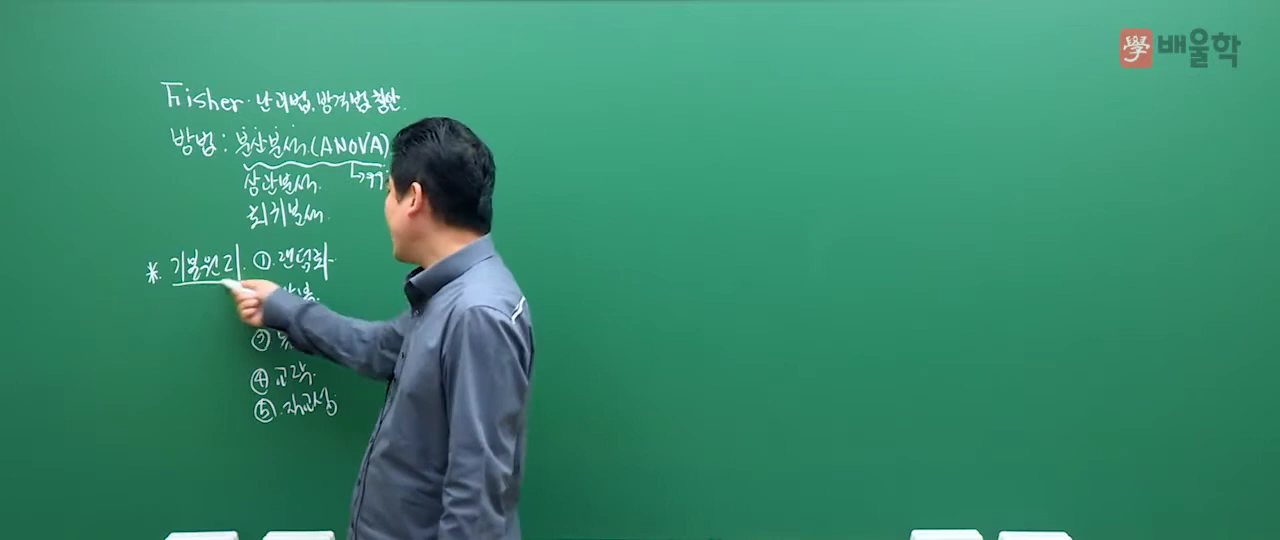 學 배울학
Fisher. 난괴법, 방격법 창안.
방법: 분산분석.(ANOVA)
상관분석.
회귀분석.
*. 기본원리. ①. 랜덤화.
③
④ 교락.
⑤. 직교성.